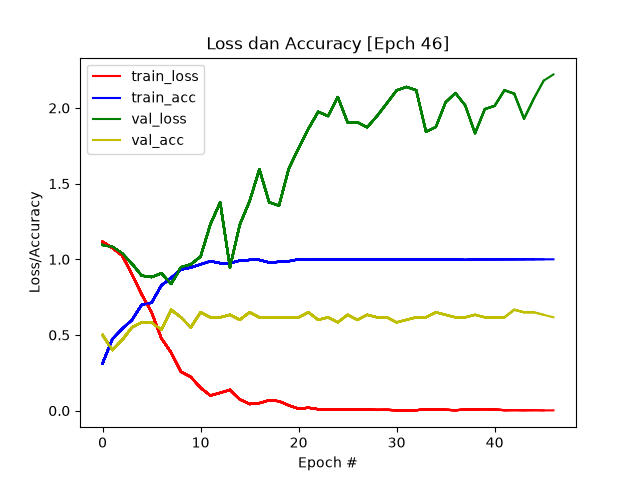 Loss dan Accuracy [Epch 46]
train_loss
train_acc
val_loss
val_acc
Loss/Accuracy
2.0
1.5
1.0
0.5
0.0
0 10 20 30 40
Epoch #